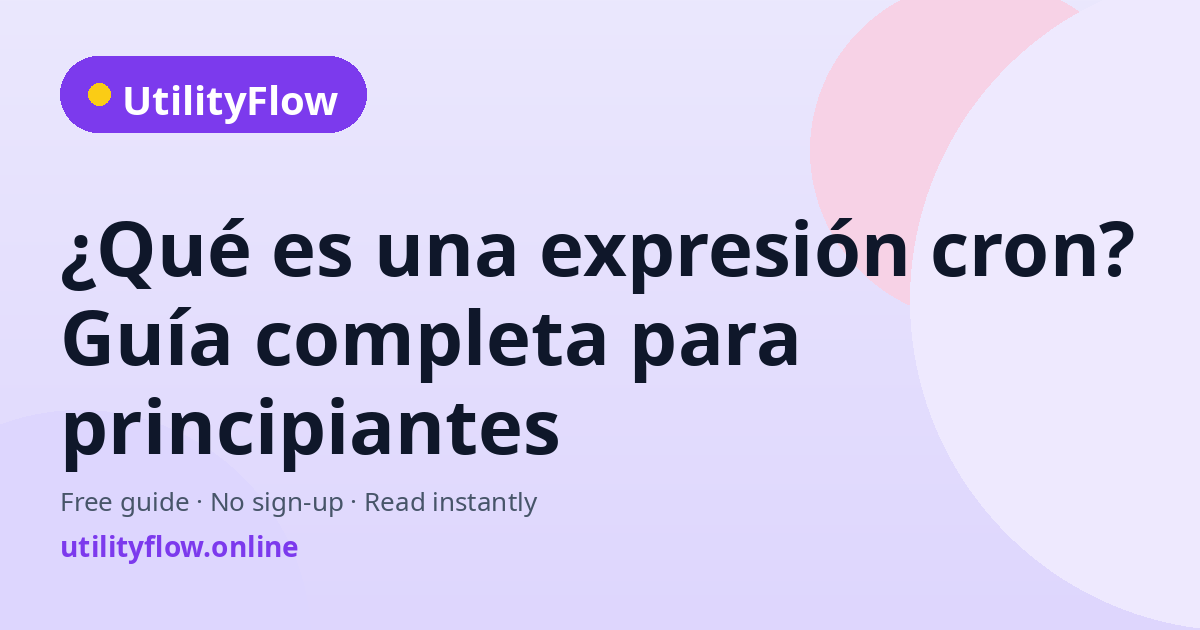 UtilityFlow
¿Qué es una expresión cron?
Guía completa para
principiantes
Free guide · No sign-up · Read instantly
utilityflow.online